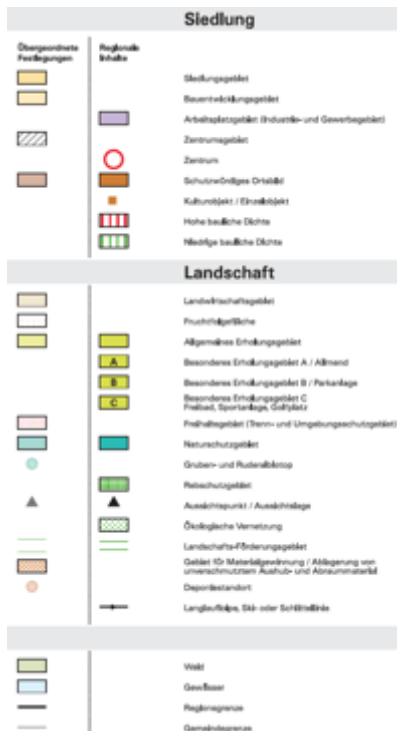 Siedlung
Übergeordnete Festlegungen
Regionale Inhalte
Siedlungsgebiet
Bauentwicklungsgebiet
Arbeitsplatzgebiet (Industrie- und Gewerbegebiet)
Zentrumsgebiet
Zentrum
Schutzwürdiges Ortsbild
Kulturobjekt / Einzelobjekt
Hohe bauliche Dichte
Niedrige bauliche Dichte
Landschaft
Landwirtschaftsgebiet
Fruchtfolgefläche
Allgemeines Erholungsgebiet
A Besonderes Erholungsgebiet A / Allmend
B Besonderes Erholungsgebiet B / Parkanlage
C Besonderes Erholungsgebiet C
Freibad, Sportanlage, Golfplatz
Freihaltegebiet (Trenn- und Umgebungsschutzgebiet)
Naturschutzgebiet
Gruben- und Ruderalbiotop
Rebschutzgebiet
Aussichtspunkt / Aussichtslage
Ökologische Vernetzung
Landschafts-Förderungsgebiet
Gebiet für Materialgewinnung / Ablagerung von
unverschmutztem Aushub- und Abraummaterial
Deponiestandort
Langlaufloipe, Ski- oder Schlittellinie
Wald
Gewässer
Regionsgrenze
Gemeindegrenze